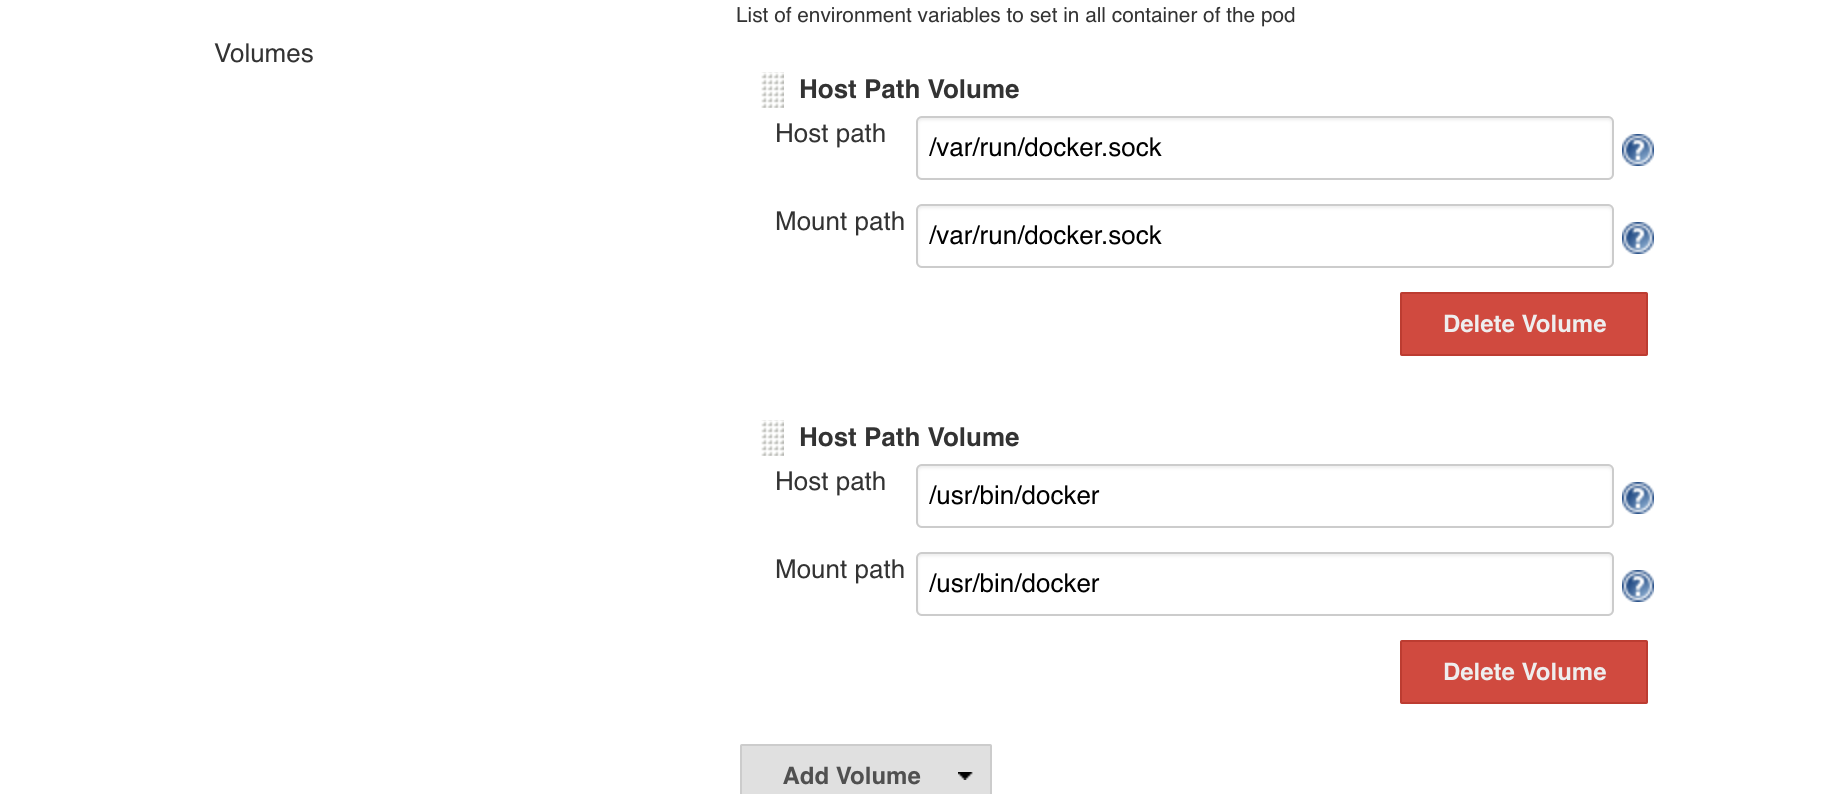 List of environment variables to set in all container of the pod
Volumes
Host Path Volume
Host path /var/run/docker.sock ?
Mount path /var/run/docker.sock ?
Delete Volume
Host Path Volume
Host path /usr/bin/docker ?
Mount path /usr/bin/docker ?
Delete Volume
Add Volume